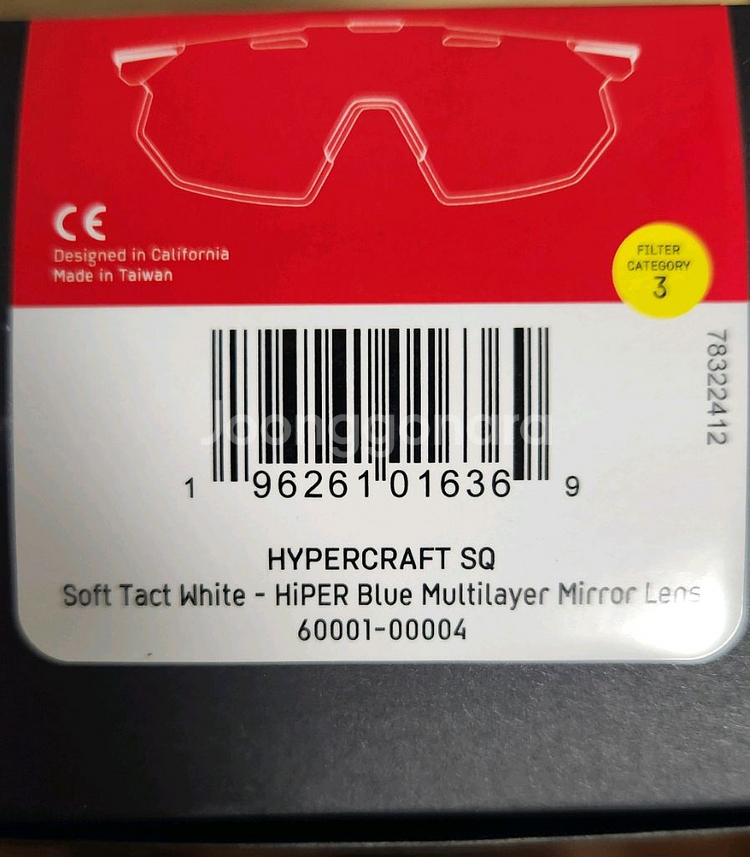 CE
Designed in California
Made in Taiwan
FILTER
CATEGORY
3
78322412
Joonggonara
1 96261 01636 9
HYPERCRAFT SQ
Soft Tact White - HiPER Blue Multilayer Mirror Lens
60001-00004